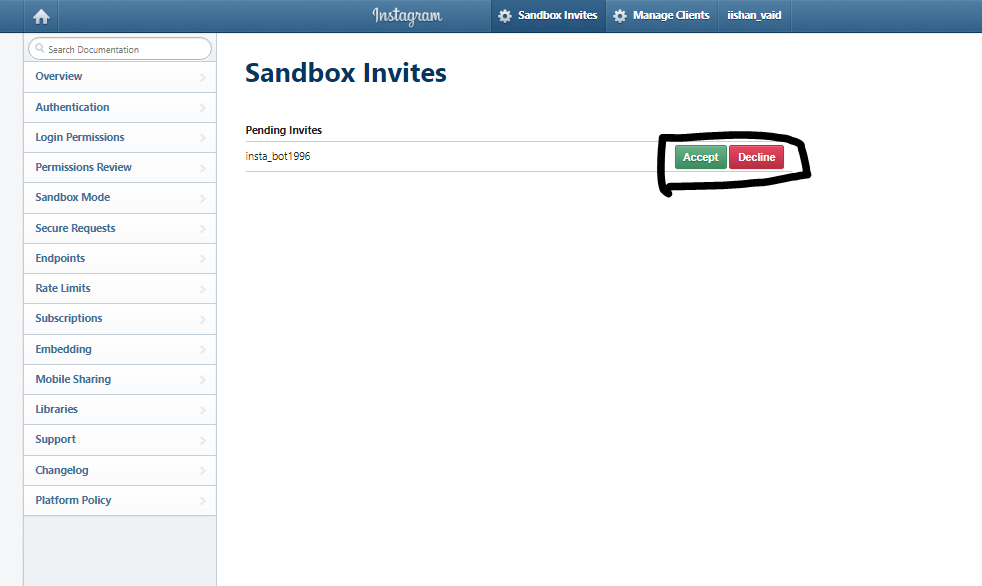 Instagram
Sandbox Invites
Manage Clients
iishan_vaid
Search Documentation
Overview
Authentication
Login Permissions
Permissions Review
Sandbox Mode
Secure Requests
Endpoints
Rate Limits
Subscriptions
Embedding
Mobile Sharing
Libraries
Support
Changelog
Platform Policy
Sandbox Invites
Pending Invites
insta_bot1996
Accept
Decline